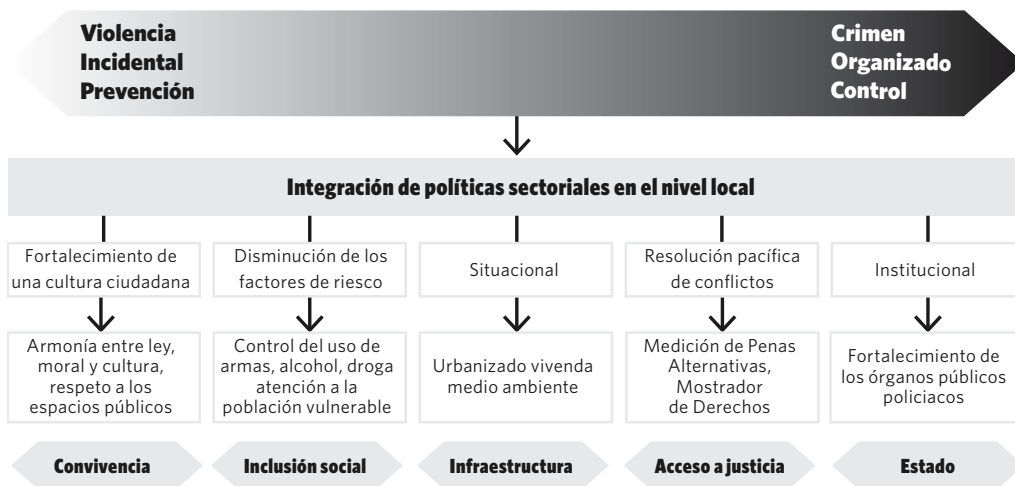 Violencia
Incidental
Prevención
Crimen
Organizado
Control
Integración de políticas sectoriales en el nivel local
Fortalecimiento de
una cultura ciudadana
Disminución de los
factores de riesco
Situacional
Resolución pacífica
de conflictos
Institucional
Armonía entre ley,
moral y cultura,
respeto a los
espacios públicos
Control del uso de
armas, alcohol, droga
atención a la
población vulnerable
Urbanizado vivenda
medio ambiente
Medición de Penas
Alternativas,
Mostrador
de Derechos
Fortalecimiento de
los órganos públicos
policiacos
Convivencia
Inclusión social
Infraestructura
Acceso a justicia
Estado